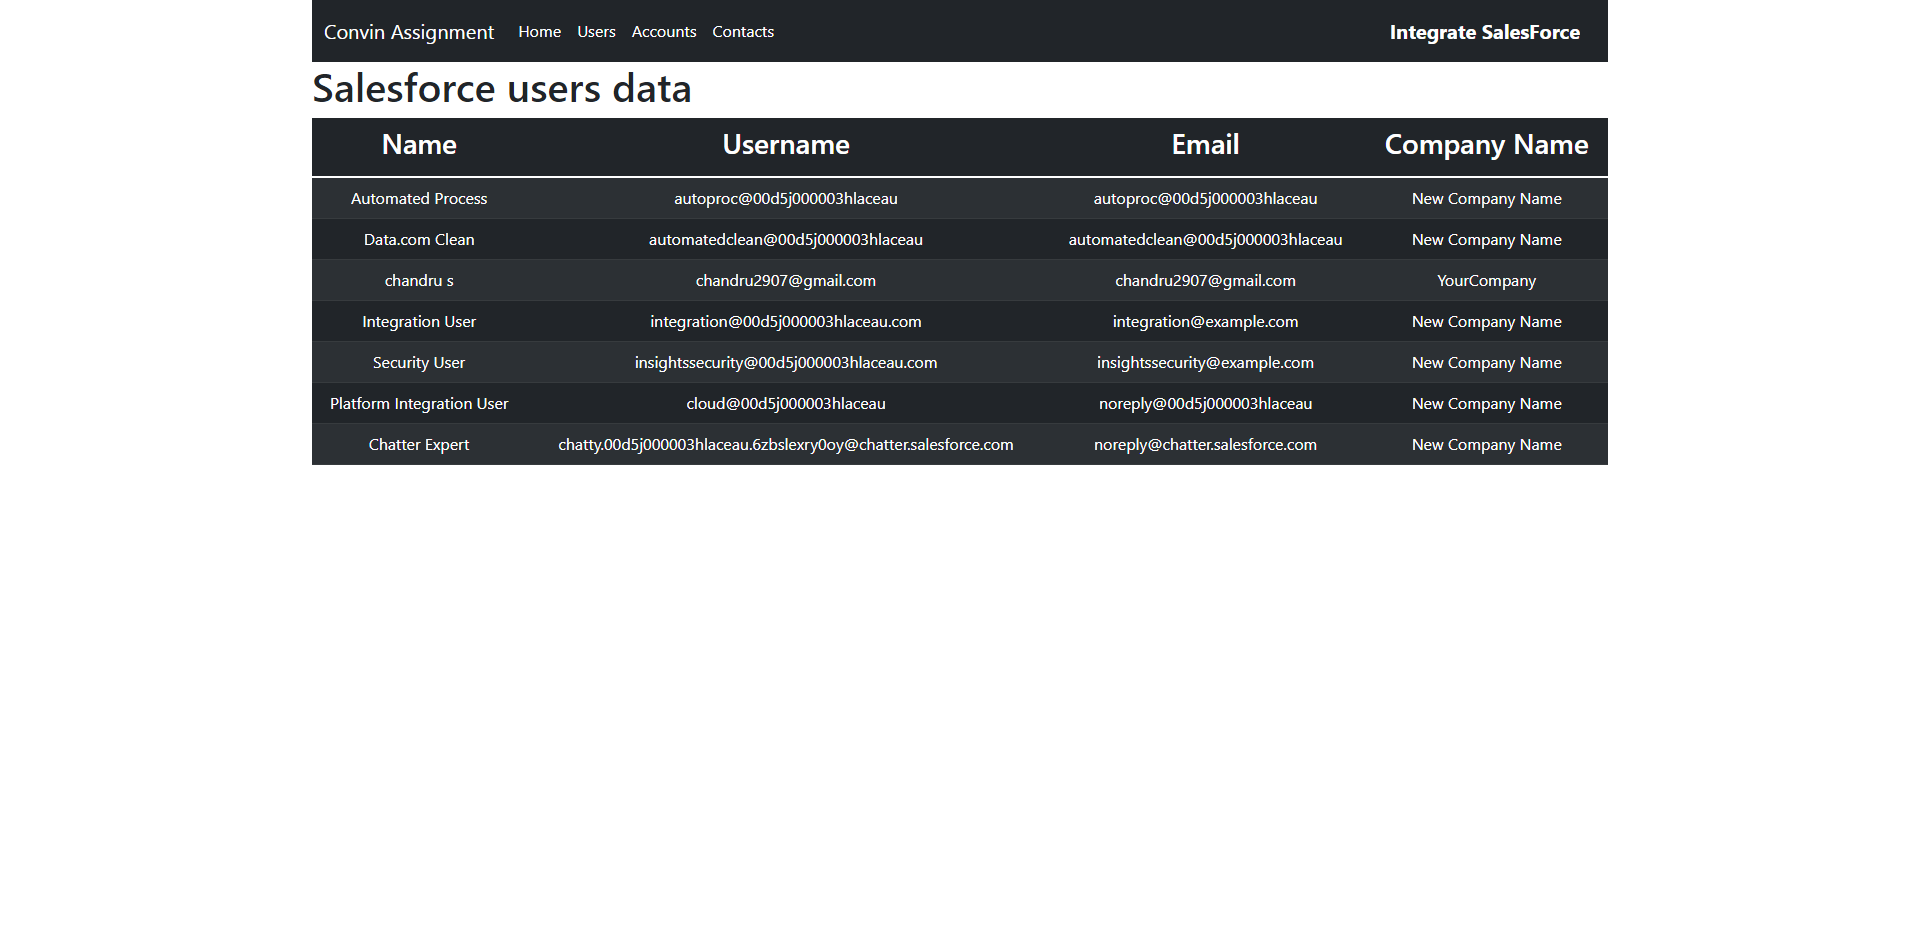 Convin Assignment Home Users Accounts Contacts Integrate SalesForce
Salesforce users data
Name Username Email Company Name
Automated Process autoproc@00d5j000003hlaceau autoproc@00d5j000003hlaceau New Company Name
Data.com Clean automatedclean@00d5j000003hlaceau automatedclean@00d5j000003hlaceau New Company Name
chandru s chandru2907@gmail.com chandru2907@gmail.com YourCompany
Integration User integration@00d5j000003hlaceau.com integration@example.com New Company Name
Security User insightssecurity@00d5j000003hlaceau.com insightssecurity@example.com New Company Name
Platform Integration User cloud@00d5j000003hlaceau noreply@00d5j000003hlaceau New Company Name
Chatter Expert chatty.00d5j000003hlaceau.6zbslexry0oy@chatter.salesforce.com noreply@chatter.salesforce.com New Company Name